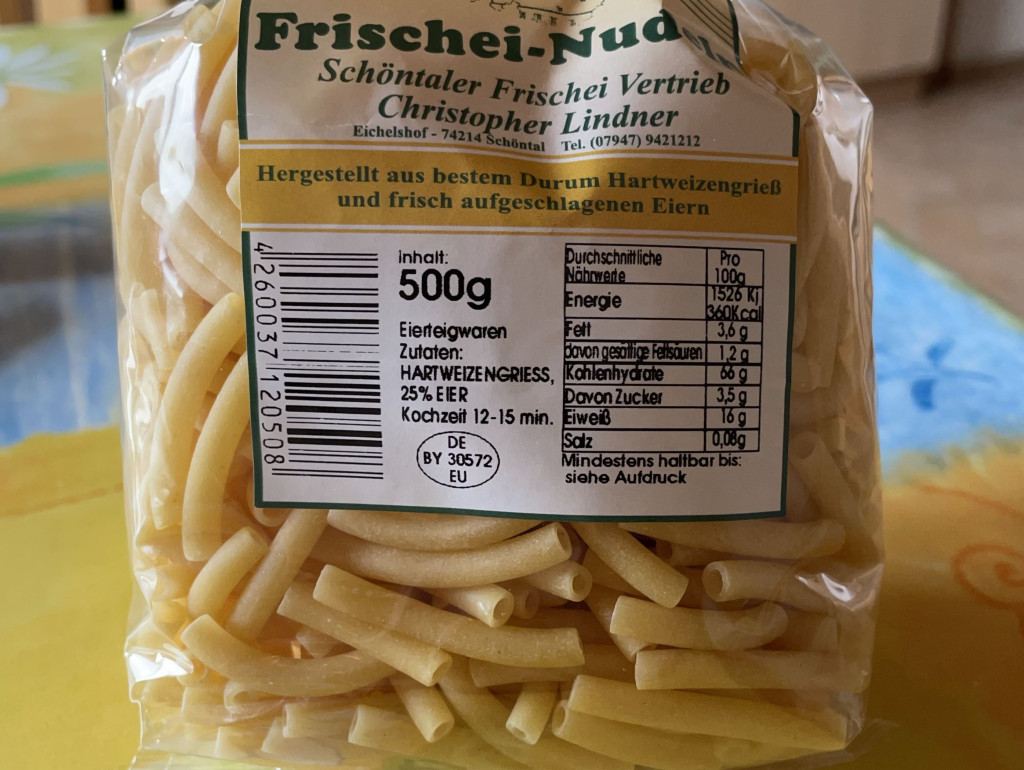 Frischei-Nudeln
Schöntaler Frischei Vertrieb
Christopher Lindner
Eichelshof - 74214 Schöntal Tel. (07947) 9421212
Hergestellt aus bestem Durum Hartweizengrieß
und frisch aufgeschlagenen Eiern
4 260037 120508
Inhalt:
500g
Eierteigwaren
Zutaten:
HARTWEIZENGRIESS,
25% EIER
Kochzeit 12-15 min.
DE
BY 30572
EU
Durchschnittliche Nährwerte Pro 100g
Energie 1526 Kj 360Kcal
Fett 3,6 g
davon gesättige Fettsäuren 1,2 g
Kohlenhydrate 66 g
Davon Zucker 3,5 g
Eiweiß 16 g
Salz 0,08g
Mindestens haltbar bis:
siehe Aufdruck